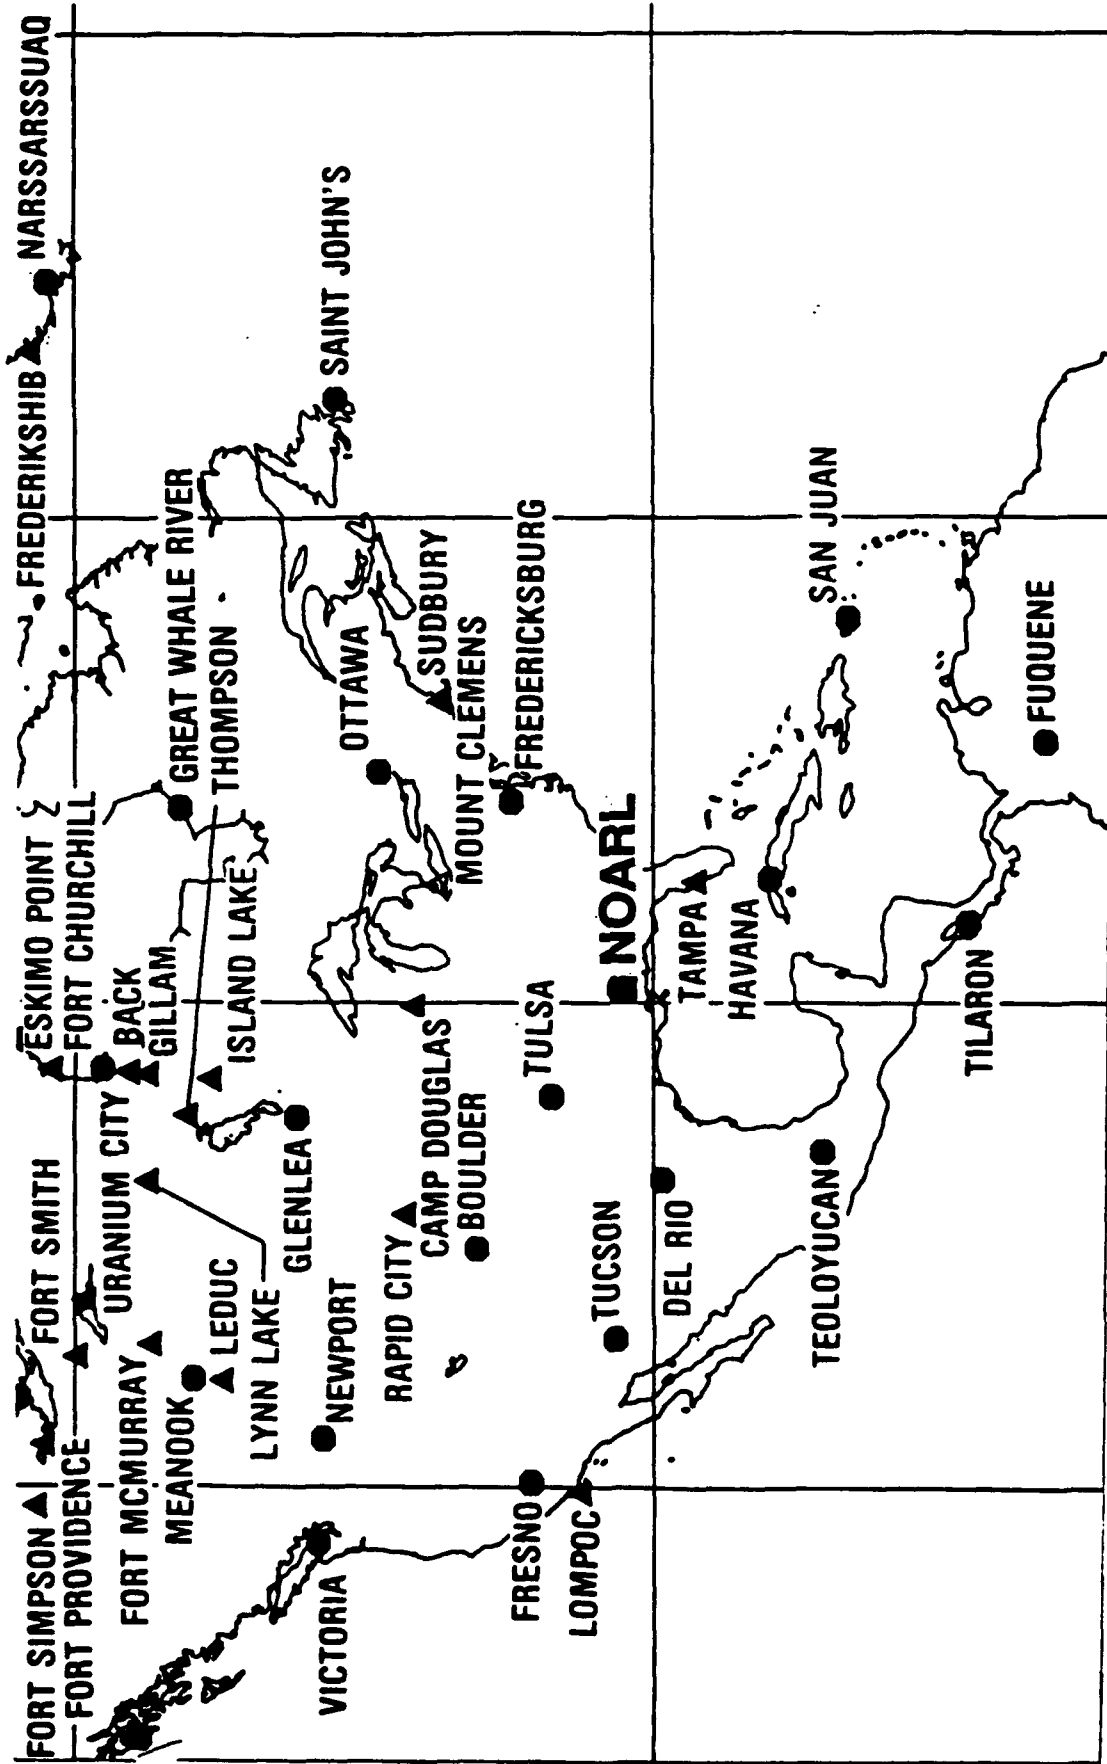 FORT SIMPSON
FORT PROVIDENCE
FORT SMITH
ESKIMO POINT
FORT CHURCHILL
FREDERIKSHIB
NARSSARSSUAQ
URANIUM CITY
BACK
GILLAM
FORT MCMURRAY
MEANOOK
LEDUC
LYNN LAKE
ISLAND LAKE
THOMPSON
GREAT WHALE RIVER
GLENLEA
VICTORIA
NEWPORT
SAINT JOHN'S
OTTAWA
RAPID CITY
CAMP DOUGLAS
SUDBURY
MOUNT CLEMENS
BOULDER
FREDERICKSBURG
TULSA
FRESNO
LOMPOC
TUCSON
NOARL
DEL RIO
TAMPA
HAVANA
SAN JUAN
TEOLOYUCAN
TILARON
FUQUENE